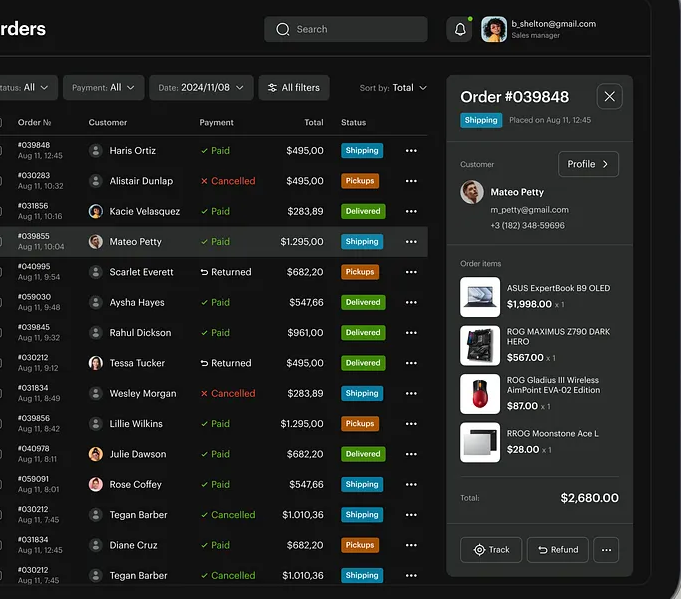 rders
Search
b_shelton@gmail.com
Sales manager
tatus: All
Payment: All
Date: 2024/11/08
All filters
Sort by: Total
Order №
Customer
Payment
Total
Status
#039848
Aug 11, 12:45
Haris Ortiz
Paid
$495,00
Shipping
#030283
Aug 11, 10:32
Alistair Dunlap
Cancelled
$495,00
Pickups
#031856
Aug 11, 10:16
Kacie Velasquez
Paid
$283,89
Delivered
#039855
Aug 11, 10:04
Mateo Petty
Paid
$1.295,00
Shipping
#040995
Aug 11, 9:54
Scarlet Everett
Returned
$682,20
Pickups
#059030
Aug 11, 9:48
Aysha Hayes
Paid
$547,66
Delivered
#039845
Aug 11, 9:32
Rahul Dickson
Paid
$961,00
Delivered
#030212
Aug 11, 9:12
Tessa Tucker
Returned
$495,00
Delivered
#031834
Aug 11, 8:49
Wesley Morgan
Cancelled
$283,89
Shipping
#039856
Aug 11, 8:42
Lillie Wilkins
Paid
$1.295,00
Pickups
#040978
Aug 11, 8:11
Julie Dawson
Paid
$682,20
Delivered
#059091
Aug 11, 8:01
Rose Coffey
Paid
$547,66
Shipping
#030212
Aug 11, 7:45
Tegan Barber
Cancelled
$1.010,36
Shipping
#031834
Aug 11, 12:45
Diane Cruz
Paid
$682,20
Pickups
#030212
Aug 11, 7:45
Tegan Barber
Cancelled
$1.010,36
Shipping
Order #039848
Shipping
Placed on Aug 11, 12:45
Customer
Profile
Mateo Petty
m_petty@gmail.com
+3 (182) 348-59696
Order items
ASUS ExpertBook B9 OLED
$1,998.00 x 1
ROG MAXIMUS Z790 DARK
HERO
$567.00 x 1
ROG Gladius III Wireless
AimPoint EVA-02 Edition
$87.00 x 1
RROG Moonstone Ace L
$28.00 x 1
Total:
$2,680.00
Track
Refund